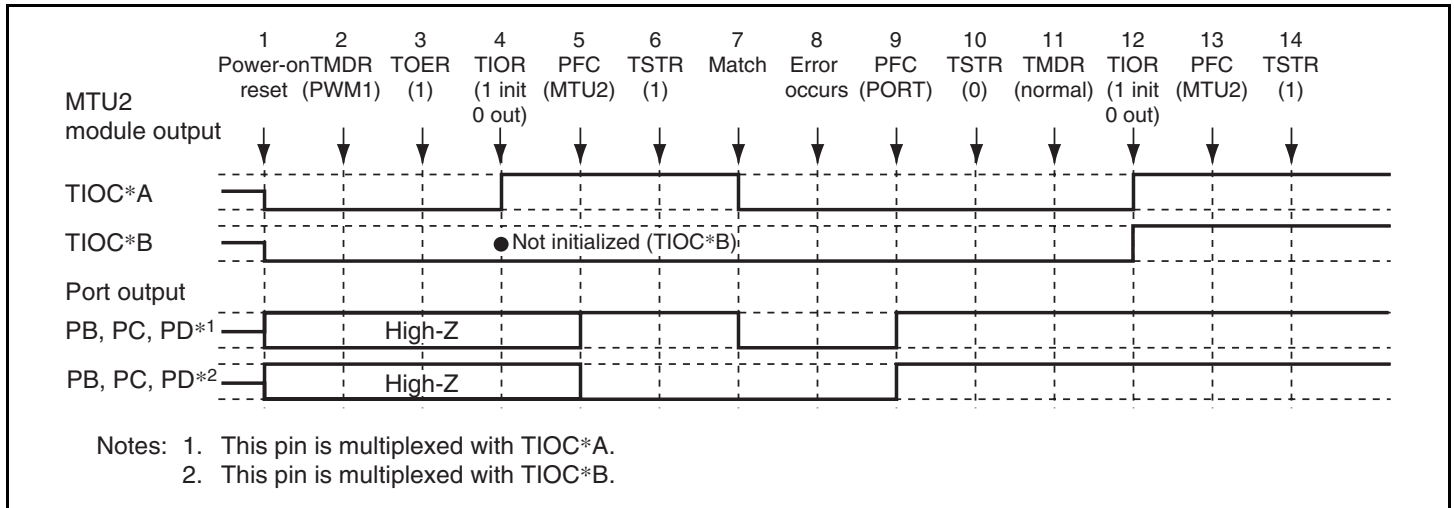 1 2 3 4 5 6 7 8 9 10 11 12 13 14
Power-onTMDR TOER TIOR PFC TSTR Match Error PFC TSTR TMDR TIOR PFC TSTR
reset (PWM1) (1) (1 init (MTU2) (1) occurs (PORT) (0) (normal) (1 init (MTU2) (1)
MTU2
0 out) 0 out)
module output
TIOC*A
TIOC*B Not initialized (TIOC*B)
Port output
PB, PC, PD*1 High-Z
PB, PC, PD*2 High-Z
Notes: 1. This pin is multiplexed with TIOC*A.
2. This pin is multiplexed with TIOC*B.